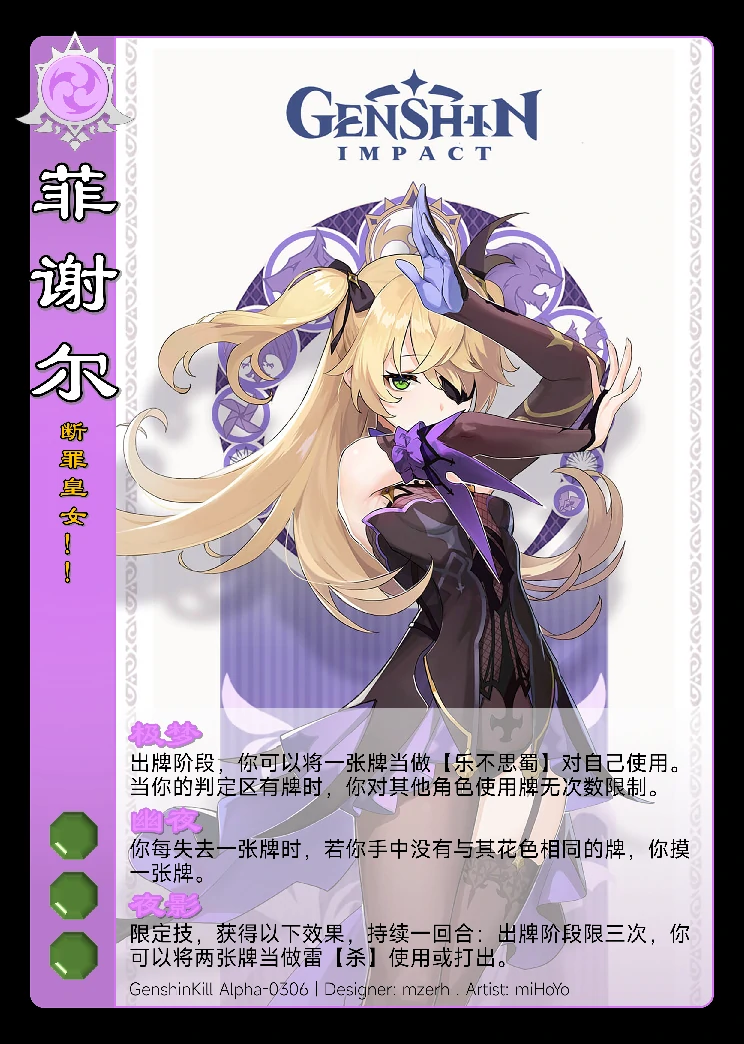 GENSHIN
IMPACT
菲谢尔
断罪皇女！！
极梦
出牌阶段，你可以将一张牌当做【乐不思蜀】对自己使用。
当你的判定区有牌时，你对其他角色使用牌无次数限制。
幽夜
你每失去一张牌时，若你手中没有与其花色相同的牌，你摸
一张牌。
夜影
限定技，获得以下效果，持续一回合：出牌阶段限三次，你
可以将两张牌当做雷【杀】使用或打出。
GenshinKill Alpha-0306 | Designer: mzerh . Artist: miHoYo